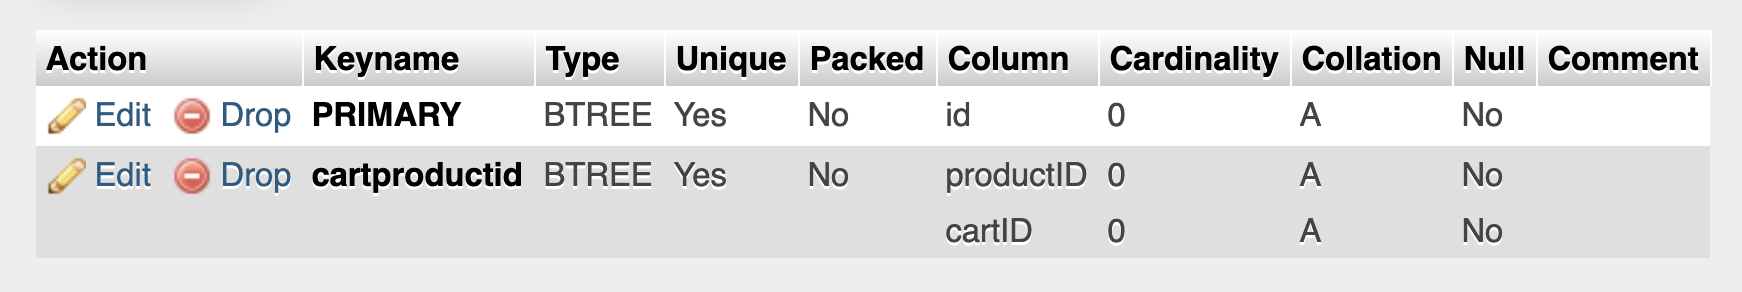 Action Keyname Type Unique Packed Column Cardinality Collation Null Comment
Edit Drop PRIMARY BTREE Yes No id 0 A No
Edit Drop cartproductid BTREE Yes No productID 0 A No
cartID 0 A No